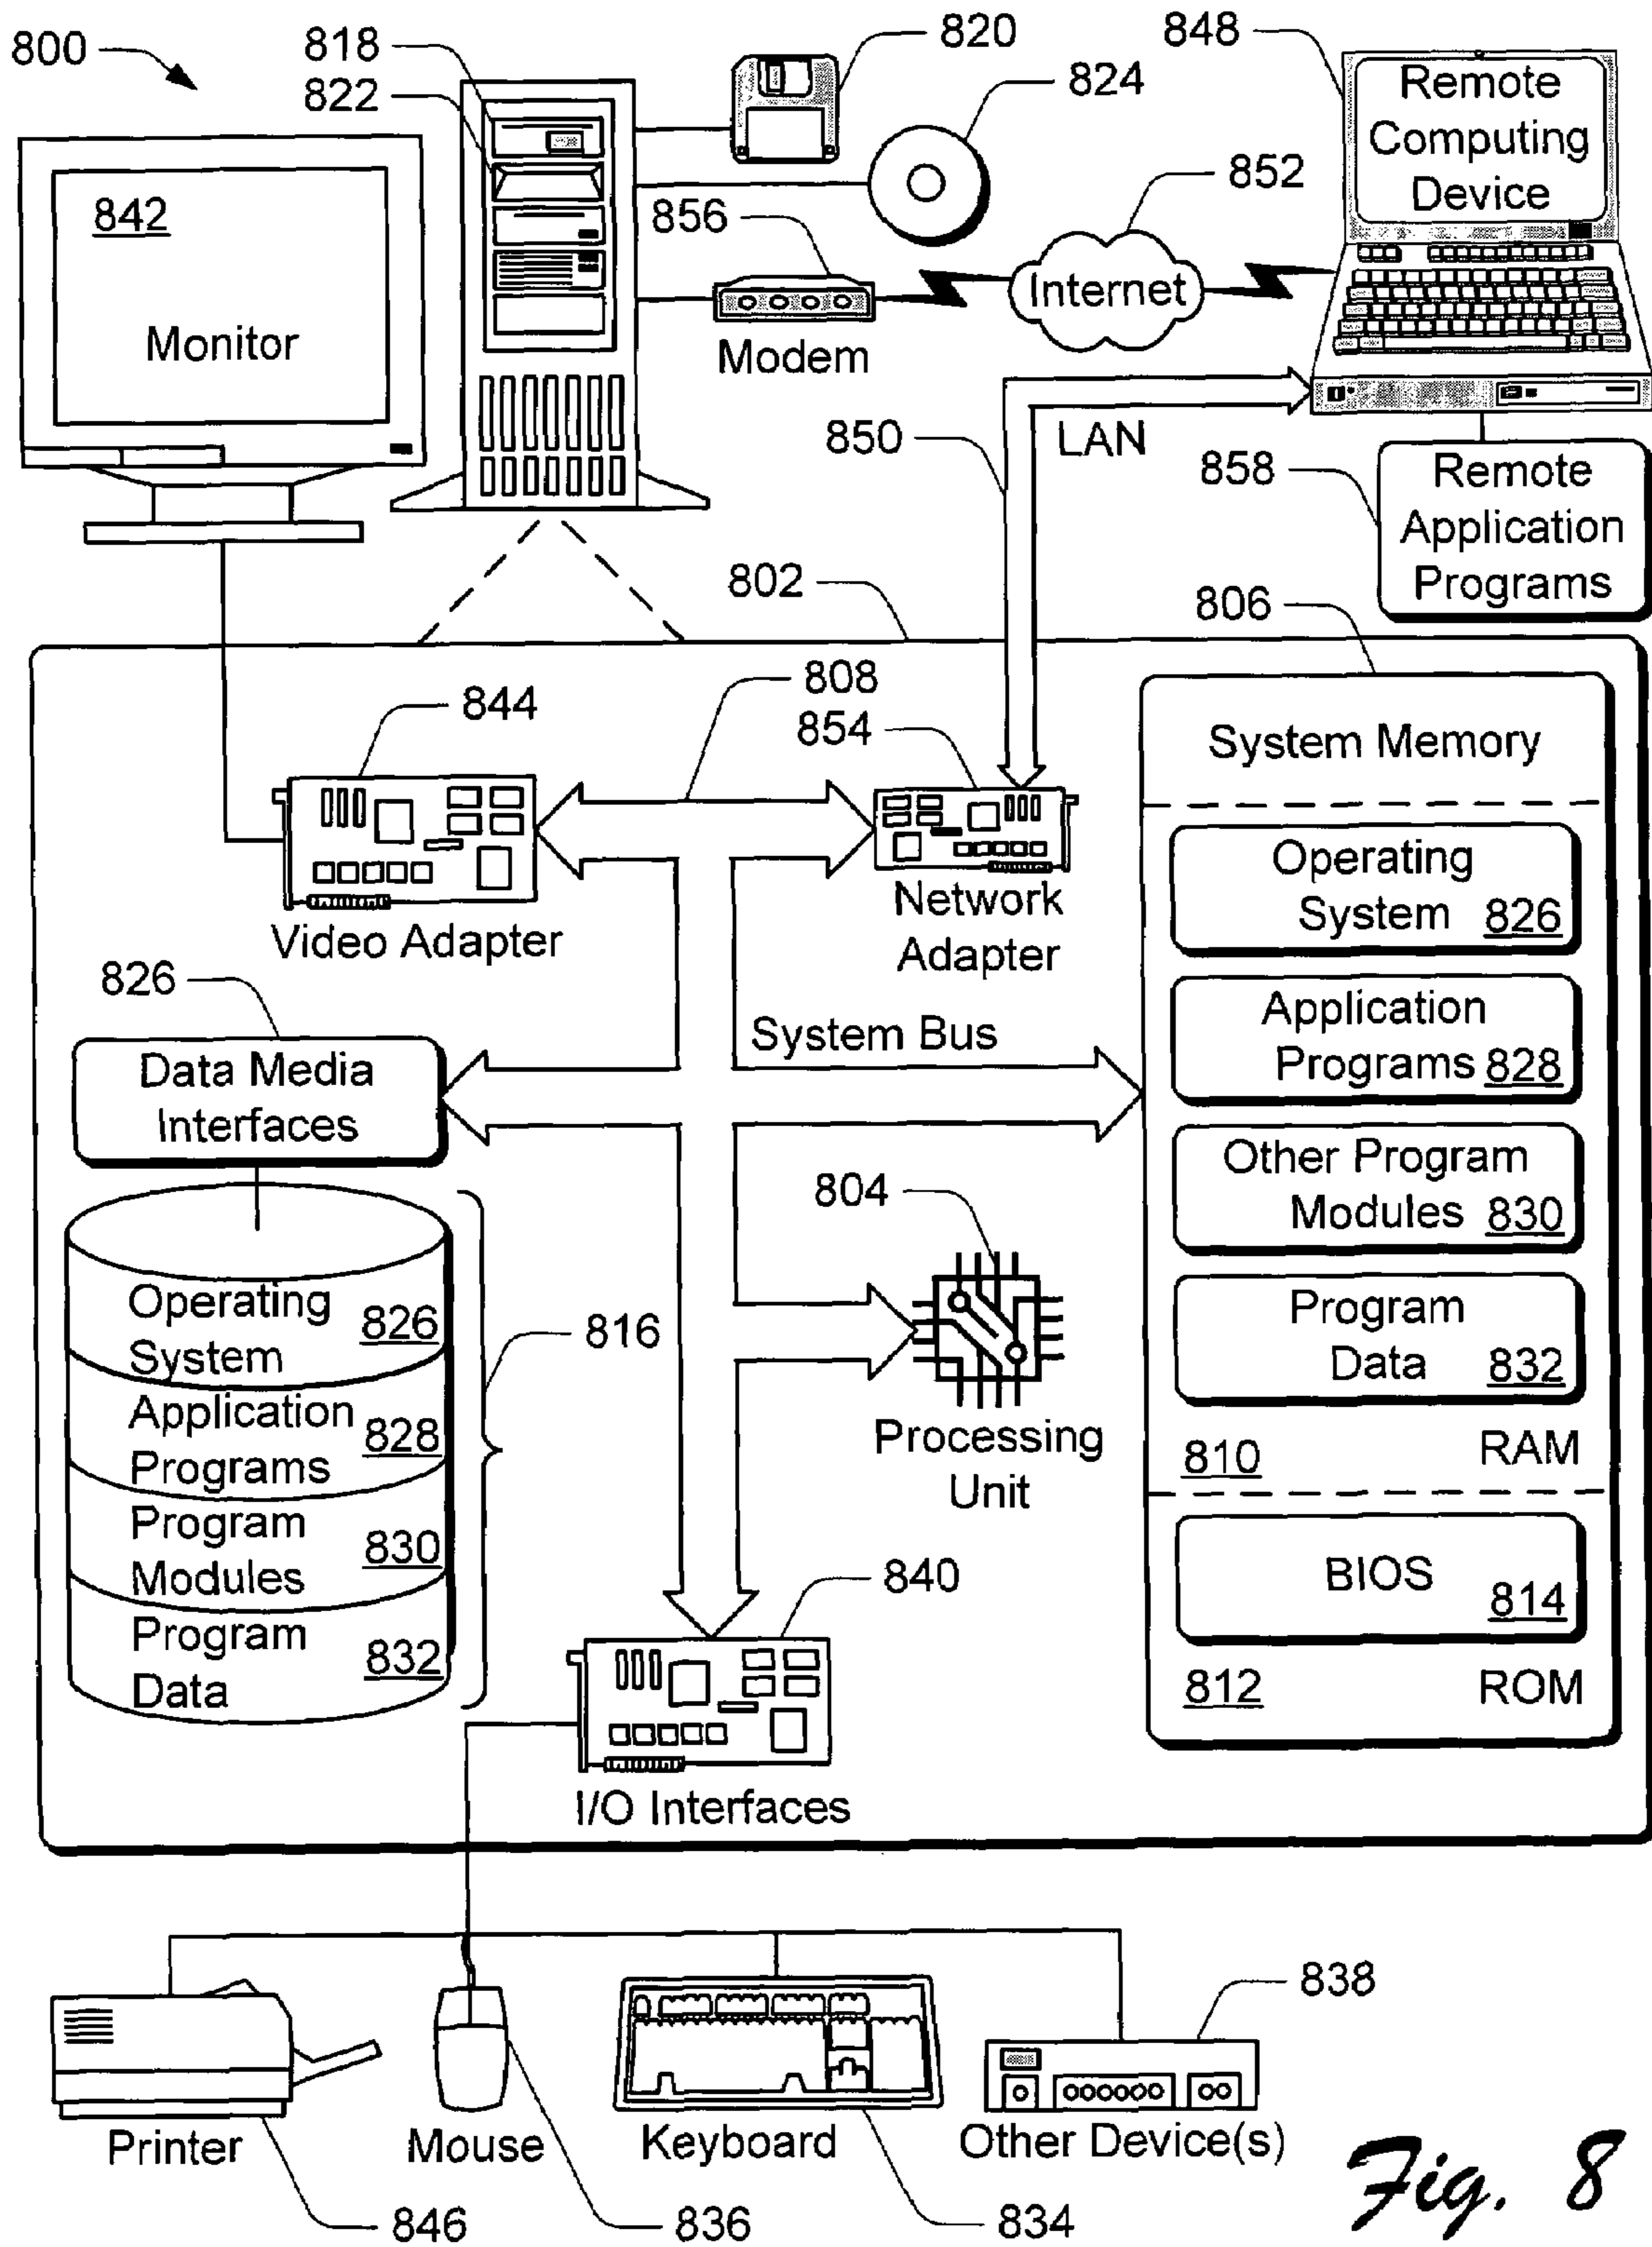 800
818
822
820
824
848
Remote
Computing
Device
842
Monitor
856
Modem
852
Internet
850
LAN
858
Remote
Application
Programs
802
806
844
808
854
System Memory
Video Adapter
Network
Adapter
Operating
System 826
826
Data Media
Interfaces
System Bus
Application
Programs 828
Other Program
Modules 830
804
Processing
Unit
Program
Data 832
810 RAM
Operating
System 826
816
Application
Programs 828
Program
Modules 830
Program
Data 832
840
I/O Interfaces
BIOS 814
812 ROM
Printer
846
Mouse
836
Keyboard
834
838
Other Device(s)
Fig. 8